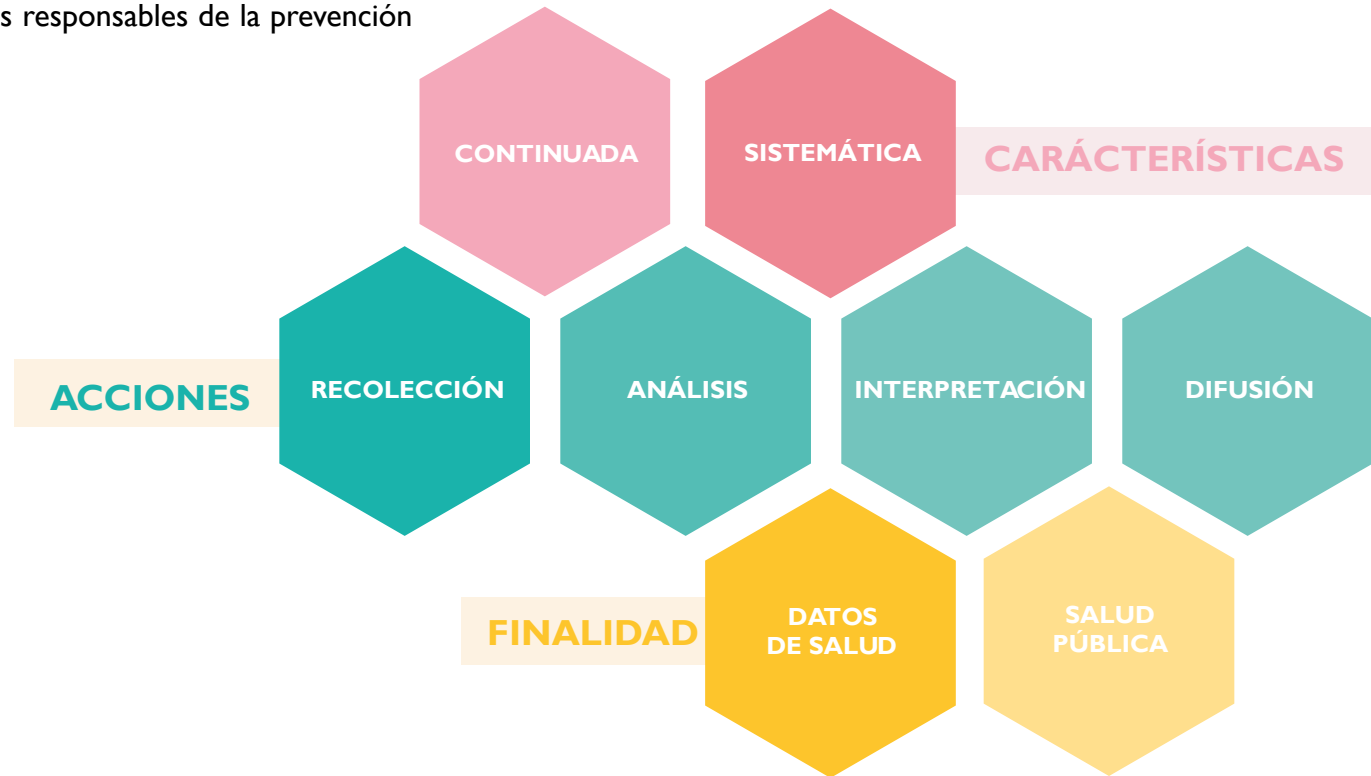 s responsables de la prevención
CONTINUADA
SISTEMÁTICA
CARÁCTERÍSTICAS
ACCIONES
RECOLECCIÓN
ANÁLISIS
INTERPRETACIÓN
DIFUSIÓN
FINALIDAD
DATOS
DE SALUD
SALUD
PÚBLICA